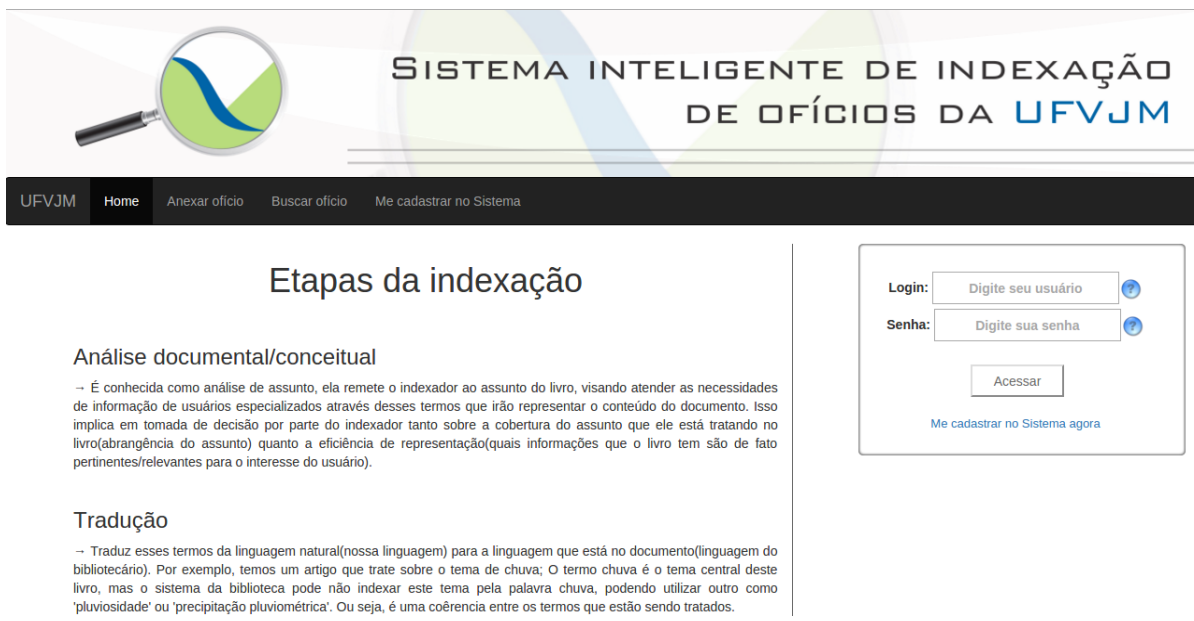 Sistema inteligente de indexação
de ofícios da UFVJM
UFVJM Home Anexar ofício Buscar ofício Me cadastrar no Sistema
Etapas da indexação
Análise documental/conceitual
→ É conhecida como análise de assunto, ela remete o indexador ao assunto do livro, visando atender as necessidades
de informação de usuários especializados através desses termos que irão representar o conteúdo do documento. Isso
implica em tomada de decisão por parte do indexador tanto sobre a cobertura do assunto que ele está tratando no
livro(abrangência do assunto) quanto a eficiência de representação(quais informações que o livro tem são de fato
pertinentes/relevantes para o interesse do usuário).
Tradução
→ Traduz esses termos da linguagem natural(nossa linguagem) para a linguagem que está no documento(linguagem do
bibliotecário). Por exemplo, temos um artigo que trate sobre o tema de chuva; O termo chuva é o tema central deste
livro, mas o sistema da biblioteca pode não indexar este tema pela palavra chuva, podendo utilizar outro como
'pluviosidade' ou 'precipitação pluviométrica'. Ou seja, é uma coêrencia entre os termos que estão sendo tratados.
Login: Digite seu usuário ?
Senha: Digite sua senha ?
Acessar
Me cadastrar no Sistema agora